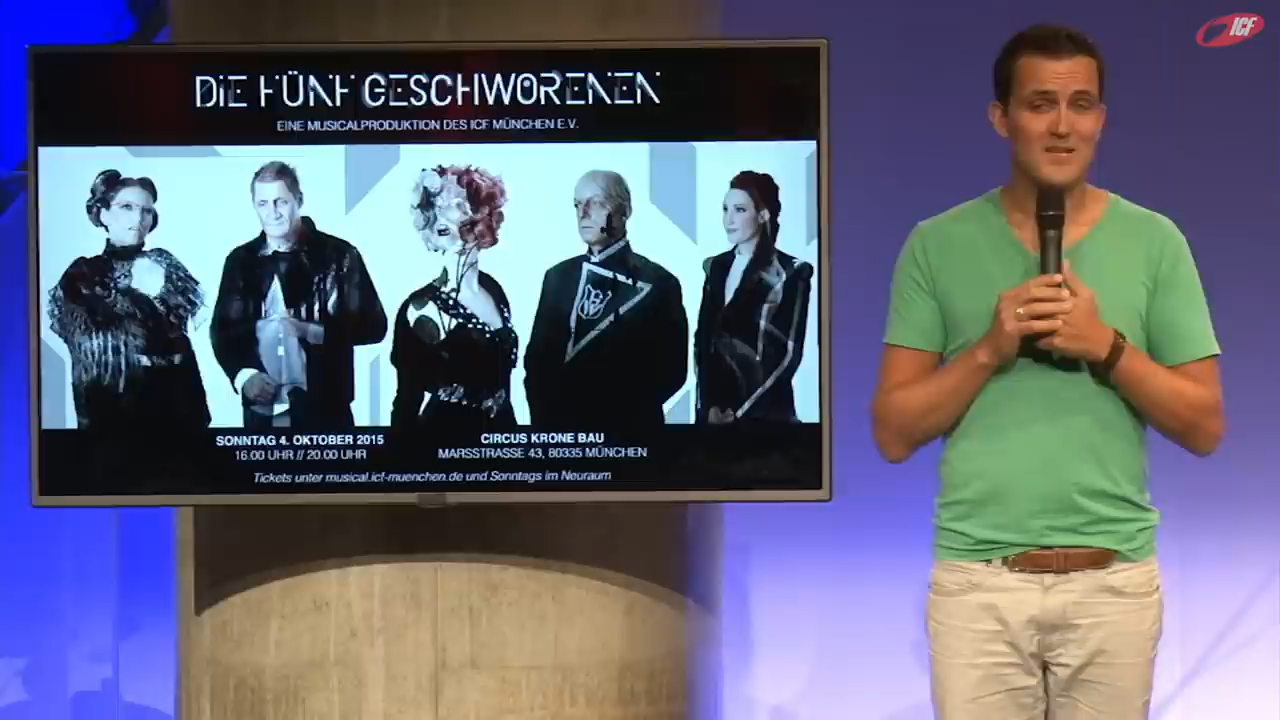 ICF
DIE FÜNF GESCHWORENEN
EINE MUSICALPRODUKTION DES ICF MÜNCHEN E.V.
SONNTAG 4. OKTOBER 2015
16.00 UHR // 20.00 UHR
CIRCUS KRONE BAU
MARSSTRASSE 43, 80335 MÜNCHEN
Tickets unter musical.icf-muenchen.de und Sonntags im Neuraum